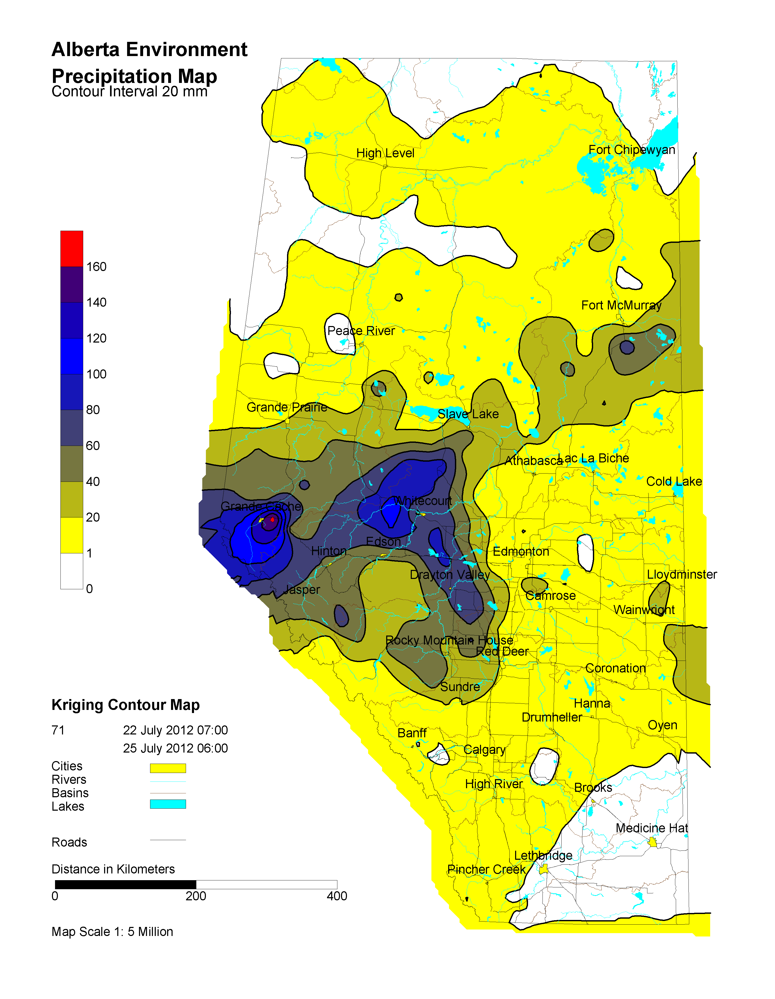 Alberta Environment
Precipitation Map
Contour Interval 20 mm
High Level
Fort Chipewyan
160
140
120
100
80
60
40
20
1
0
Fort McMurray
Peace River
Grande Prairie
Slave Lake
Athabasca
Lac La Biche
Cold Lake
Grande Cache
Whitecourt
Edson
Hinton
Edmonton
Drayton Valley
Lloydminster
Jasper
Camrose
Wainwright
Rocky Mountain House
Red Deer
Coronation
Sundre
Hanna
Drumheller
Oyen
Banff
Calgary
High River
Brooks
Medicine Hat
Lethbridge
Pincher Creek
Kriging Contour Map
71 22 July 2012 07:00
25 July 2012 06:00
Cities
Rivers
Basins
Lakes
Roads
Distance in Kilometers
0 200 400
Map Scale 1: 5 Million